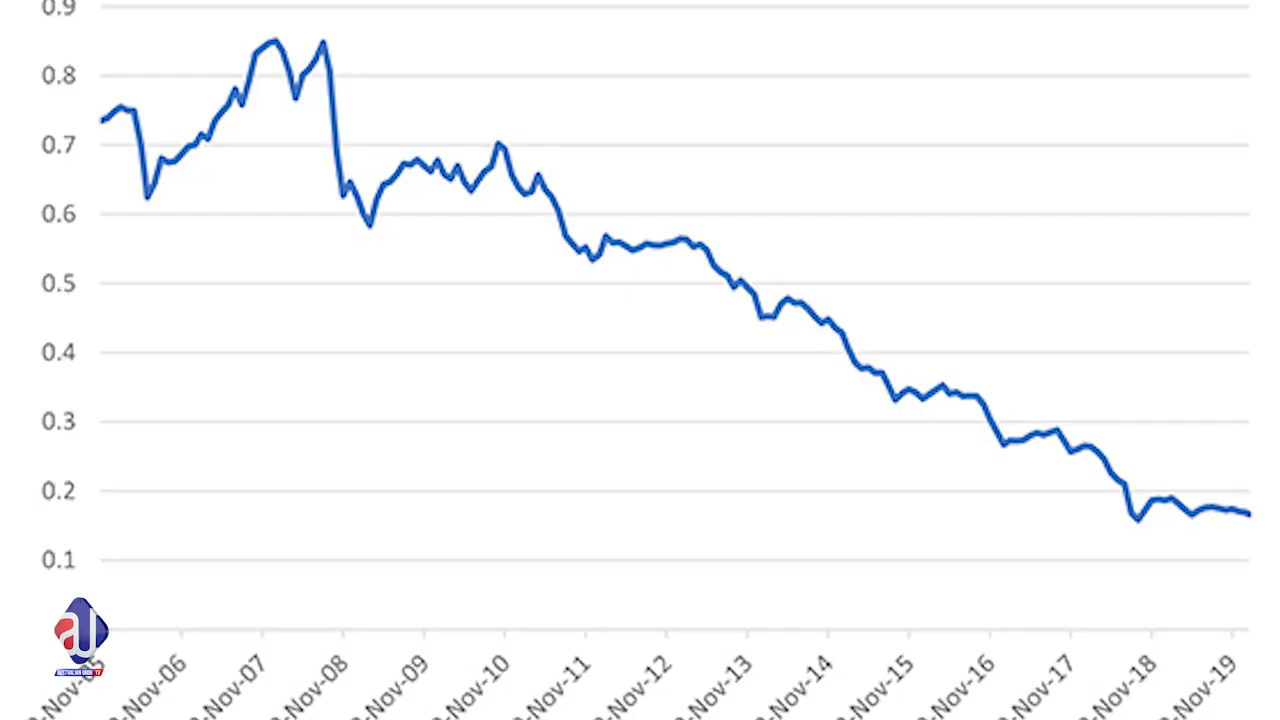 0.9
0.8
0.7
0.6
0.5
0.4
0.3
0.2
0.1
Nov-05
Nov-06
Nov-07
Nov-08
Nov-09
Nov-10
Nov-11
Nov-12
Nov-13
Nov-14
Nov-15
Nov-16
Nov-17
Nov-18
Nov-19